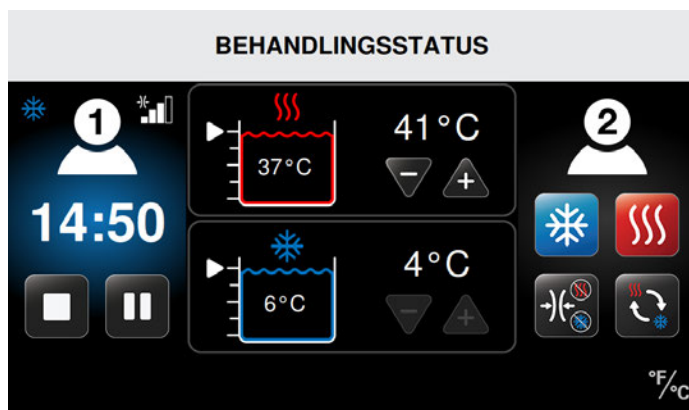 BEHANDLINGSSTATUS
1
14:50
37°C
41°C
- +
6°C
4°C
- +
2
°F/°C